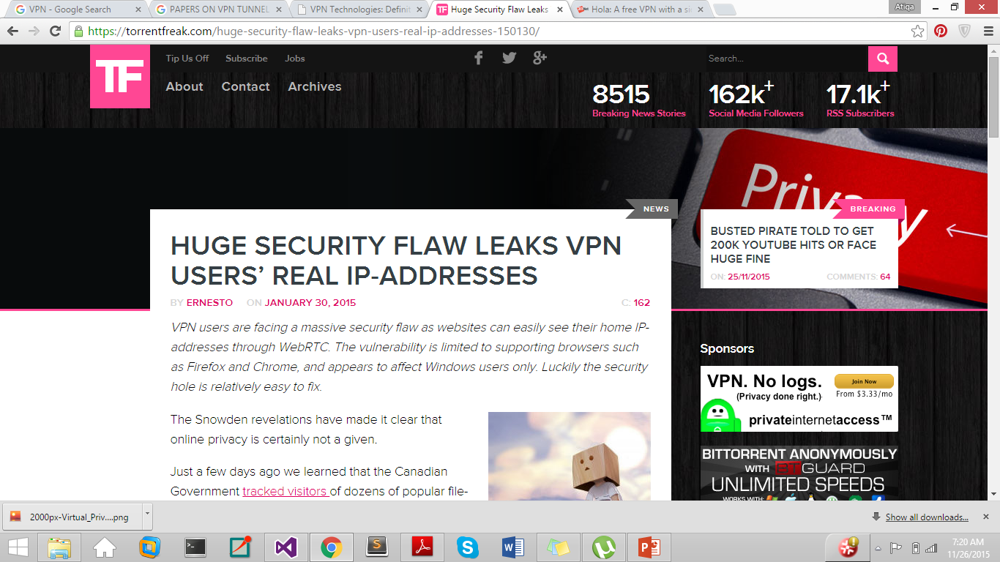 VPN - Google Search
PAPERS ON VPN TUNNEL
VPN Technologies: Definit
Huge Security Flaw Leaks
Hola: A free VPN with a si
Atiqa
https://torrentfreak.com/huge-security-flaw-leaks-vpn-users-real-ip-addresses-150130/
TF
Tip Us Off Subscribe Jobs
Search...
About Contact Archives
8515
Breaking News Stories
162k+
Social Media Followers
17.1k+
RSS Subscribers
Privacy
NEWS
BREAKING
HUGE SECURITY FLAW LEAKS VPN
USERS’ REAL IP-ADDRESSES
BY ERNESTO ON JANUARY 30, 2015 C: 162
VPN users are facing a massive security flaw as websites can easily see their home IP-
addresses through WebRTC. The vulnerability is limited to supporting browsers such
as Firefox and Chrome, and appears to affect Windows users only. Luckily the security
hole is relatively easy to fix.
The Snowden revelations have made it clear that
online privacy is certainly not a given.
Just a few days ago we learned that the Canadian
Government tracked visitors of dozens of popular file-
BUSTED PIRATE TOLD TO GET
200K YOUTUBE HITS OR FACE
HUGE FINE
ON: 25/11/2015 COMMENTS: 64
Sponsors
VPN. No logs.
(Privacy done right.)
Join Now
From $3.33/mo
privateinternetaccess™
BITTORRENT ANONYMOUSLY
WITH BTGUARD
UNLIMITED SPEEDS
WORKS WITH:
2000px-Virtual_Priv....png
Show all downloads...
7:20 AM
11/26/2015